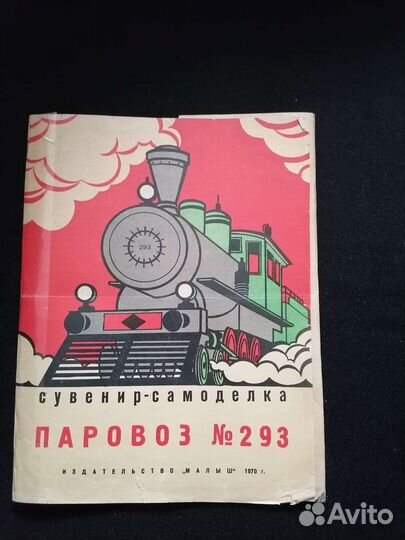 293
сувенир-самоделка
ПАРОВОЗ №293
ИЗДАТЕЛЬСТВО „МАЛЫШ" 1970 г.
Avito